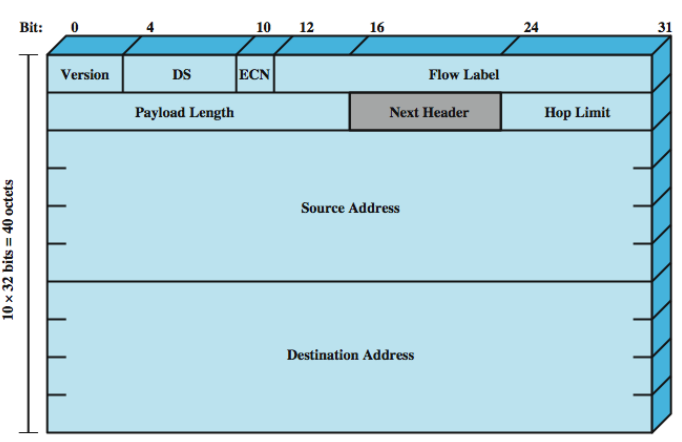 Bit: 0 4 10 12 16 24 31
Version DS ECN Flow Label
Payload Length Next Header Hop Limit
Source Address
Destination Address
10 × 32 bits = 40 octets